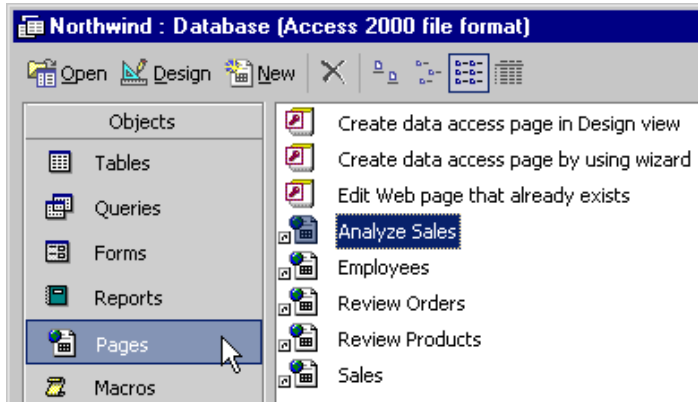 Northwind : Database (Access 2000 file format)
Open Design New
Objects
Tables
Queries
Forms
Reports
Pages
Macros
Create data access page in Design view
Create data access page by using wizard
Edit Web page that already exists
Analyze Sales
Employees
Review Orders
Review Products
Sales